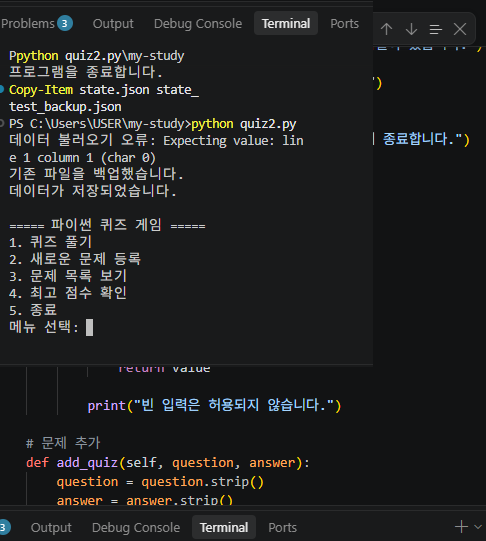 Problems 3 Output Debug Console Terminal Ports
Ppython quiz2.py\my-study
프로그램을 종료합니다.
Copy-Item state.json state_
test_backup.json
PS C:\Users\USER\my-study>python quiz2.py
데이터 불러오기 오류: Expecting value: lin
e 1 column 1 (char 0)
기존 파일을 백업했습니다.
데이터가 저장되었습니다.
===== 파이썬 퀴즈 게임 =====
1. 퀴즈 풀기
2. 새로운 문제 등록
3. 문제 목록 보기
4. 최고 점수 확인
5. 종료
메뉴 선택:
")
종료합니다.")
return value
print("빈 입력은 허용되지 않습니다.")
# 문제 추가
def add_quiz(self, question, answer):
question = question.strip()
answer = answer.strip()
3 Output Debug Console Terminal Ports